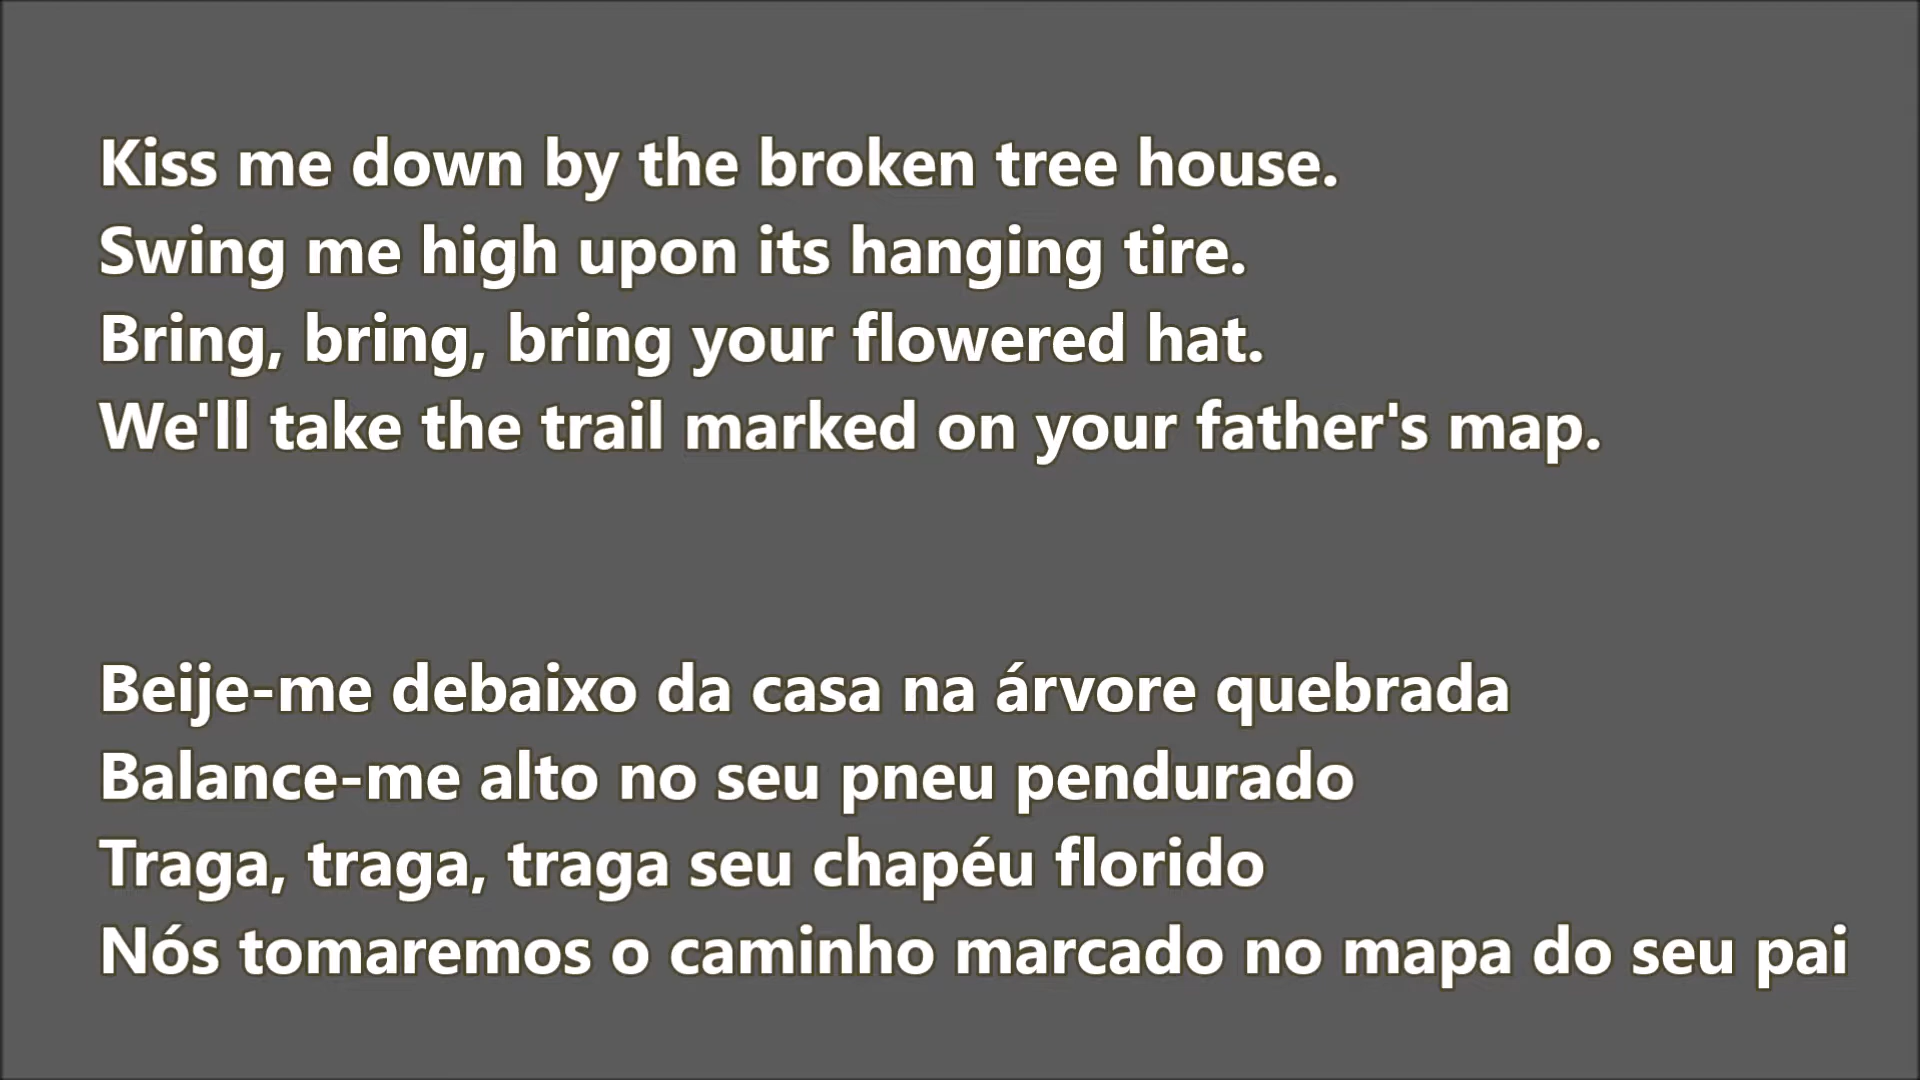 Kiss me down by the broken tree house.
Swing me high upon its hanging tire.
Bring, bring, bring your flowered hat.
We'll take the trail marked on your father's map.
Beije-me debaixo da casa na árvore quebrada
Balance-me alto no seu pneu pendurado
Traga, traga, traga seu chapéu florido
Nós tomaremos o caminho marcado no mapa do seu pai